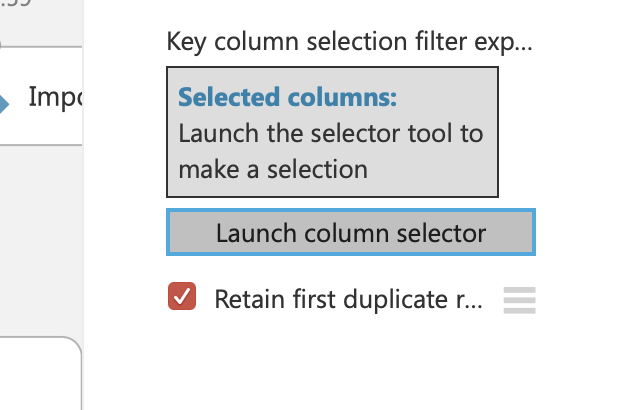 Key column selection filter exp...
Impo
Selected columns:
Launch the selector tool to
make a selection
Launch column selector
Retain first duplicate r...